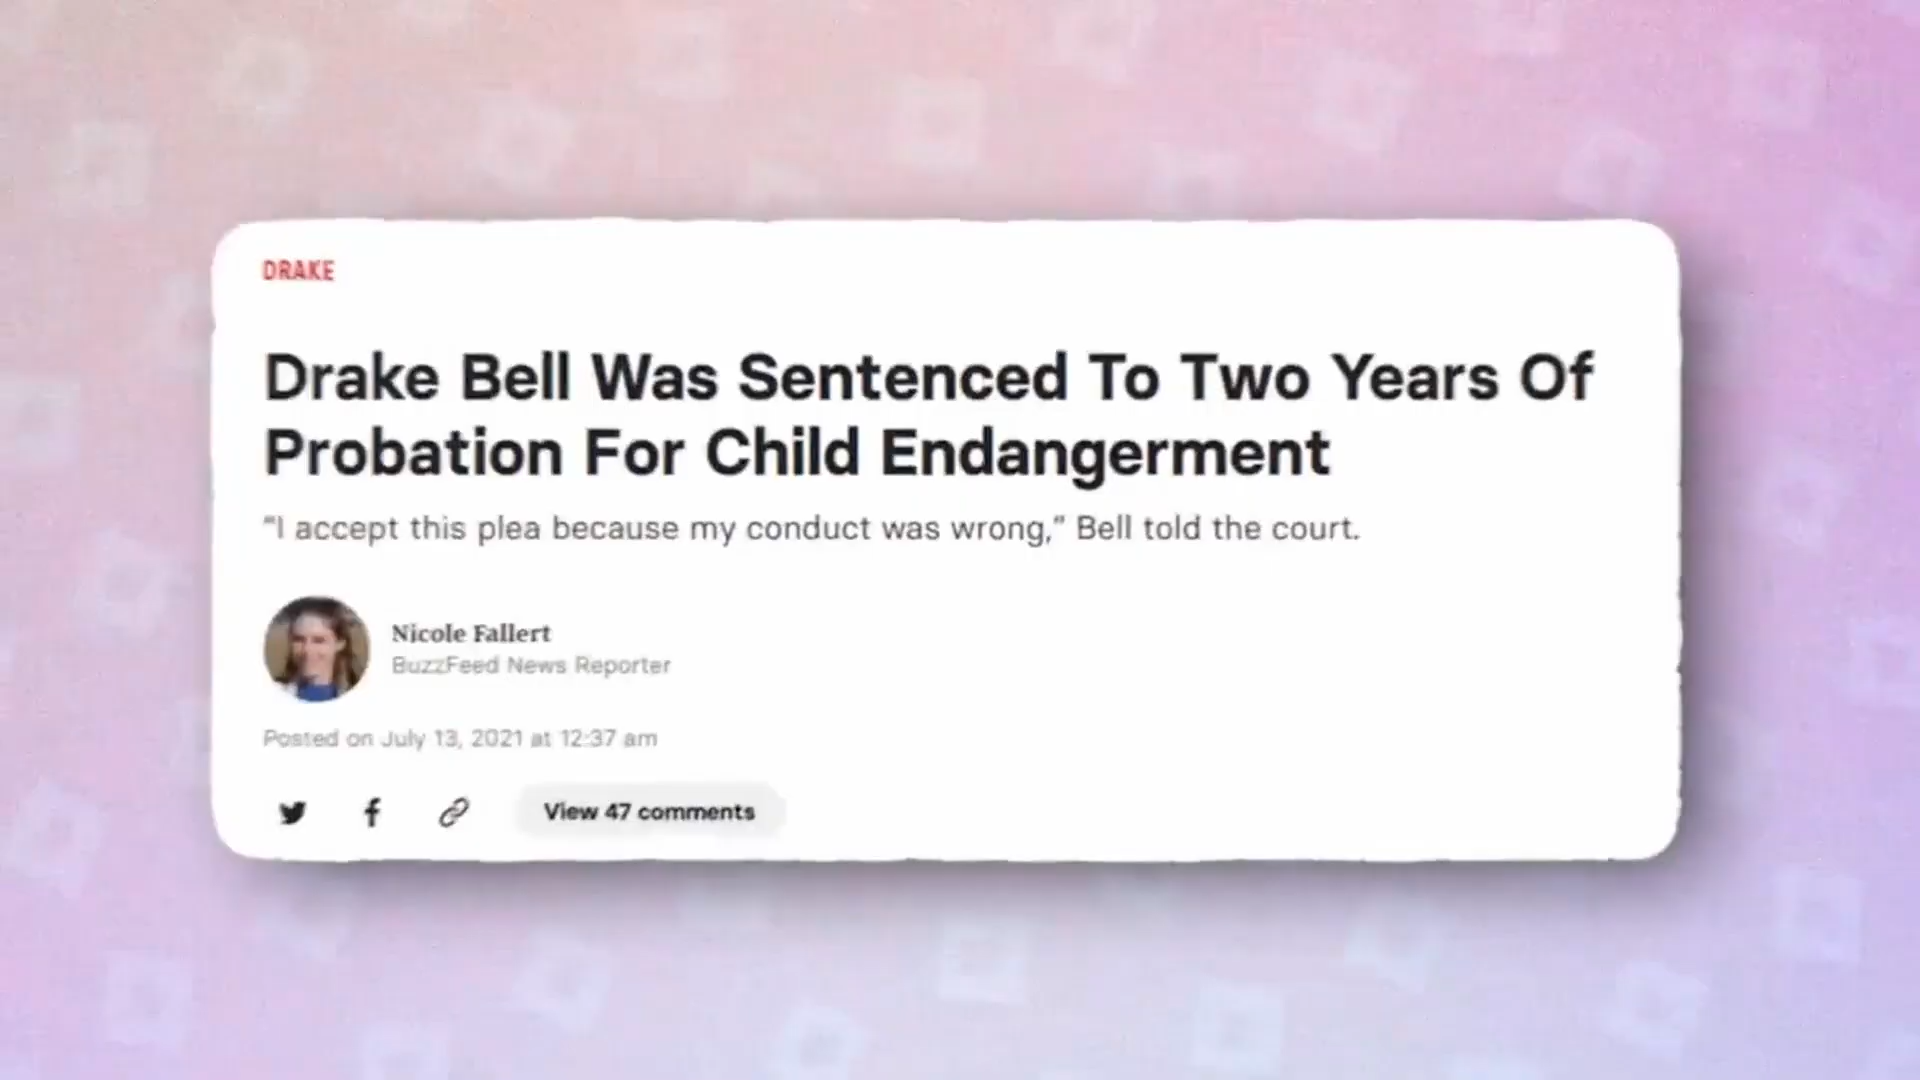 DRAKE
Drake Bell Was Sentenced To Two Years Of
Probation For Child Endangerment
“I accept this plea because my conduct was wrong,” Bell told the court.
Nicole Fallert
BuzzFeed News Reporter
Posted on July 13, 2021 at 12:37 am
View 47 comments